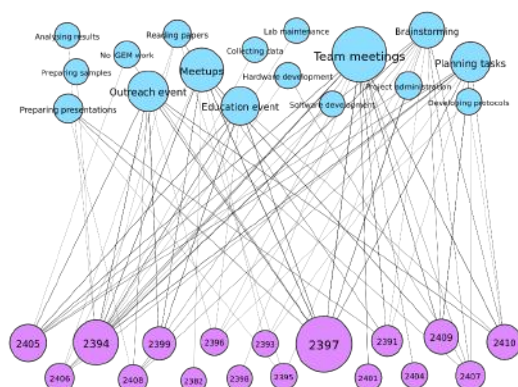 Analysing results
Reading papers
Lab maintenance
Brainstorming
No iGEM work
Collecting data
Team meetings
Preparing samples
Meetups
Hardware development
Planning tasks
Outreach event
Project administration
Preparing presentations
Education event
Software development
Developing protocols
2405
2394
2399
2396
2393
2397
2391
2409
2410
2406
2408
2382
2398
2395
2401
2404
2407